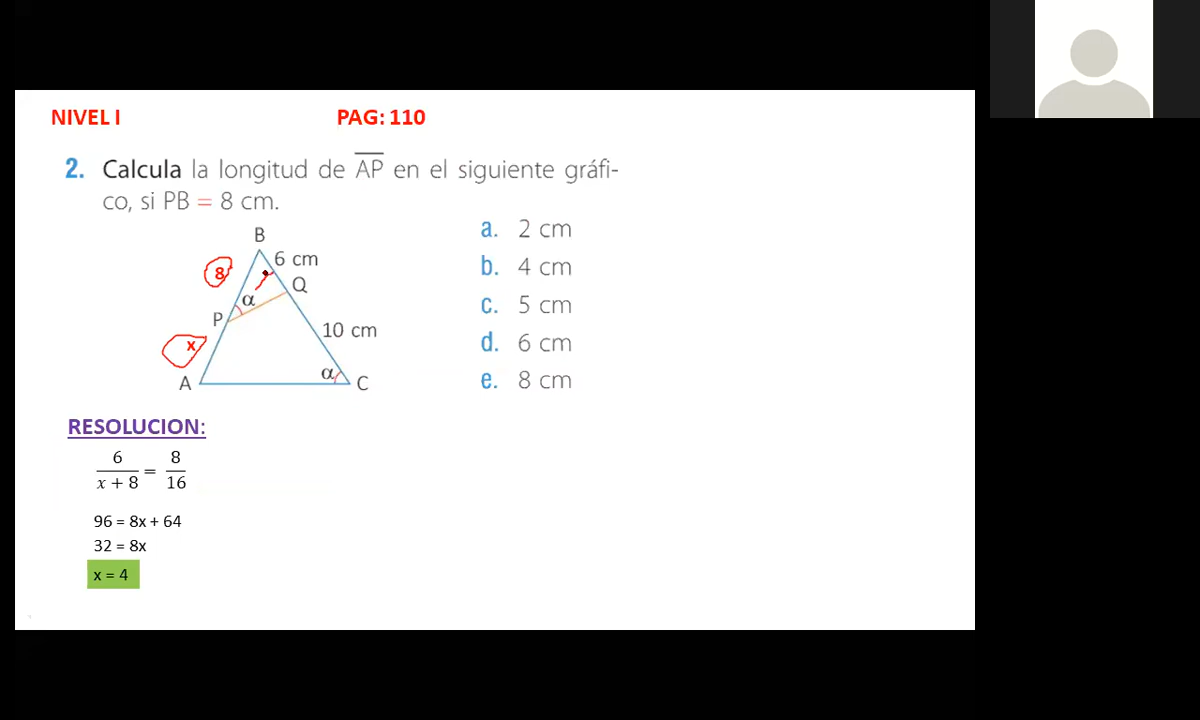 NIVEL I
PAG: 110
2. Calcula la longitud de AP en el siguiente gráfi-
co, si PB = 8 cm.
B
6 cm
8
Q
α
P
10 cm
x
α
A
C
a. 2 cm
b. 4 cm
c. 5 cm
d. 6 cm
e. 8 cm
RESOLUCION:
6 / x + 8 = 8 / 16
96 = 8x + 64
32 = 8x
x = 4